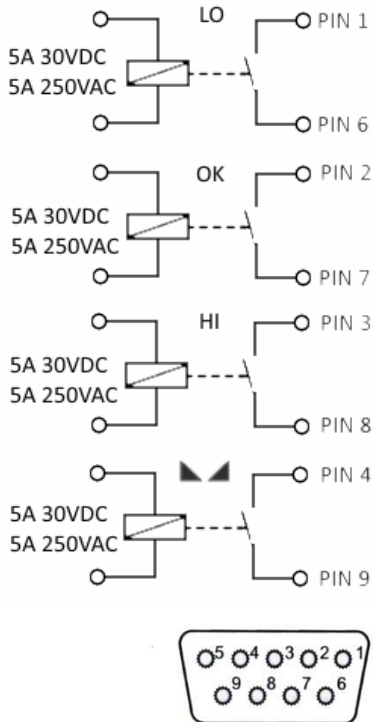 LO
PIN 1
5A 30VDC
5A 250VAC
PIN 6
OK
PIN 2
5A 30VDC
5A 250VAC
PIN 7
HI
PIN 3
5A 30VDC
5A 250VAC
PIN 8
PIN 4
5A 30VDC
5A 250VAC
PIN 9
5 4 3 2 1
9 8 7 6